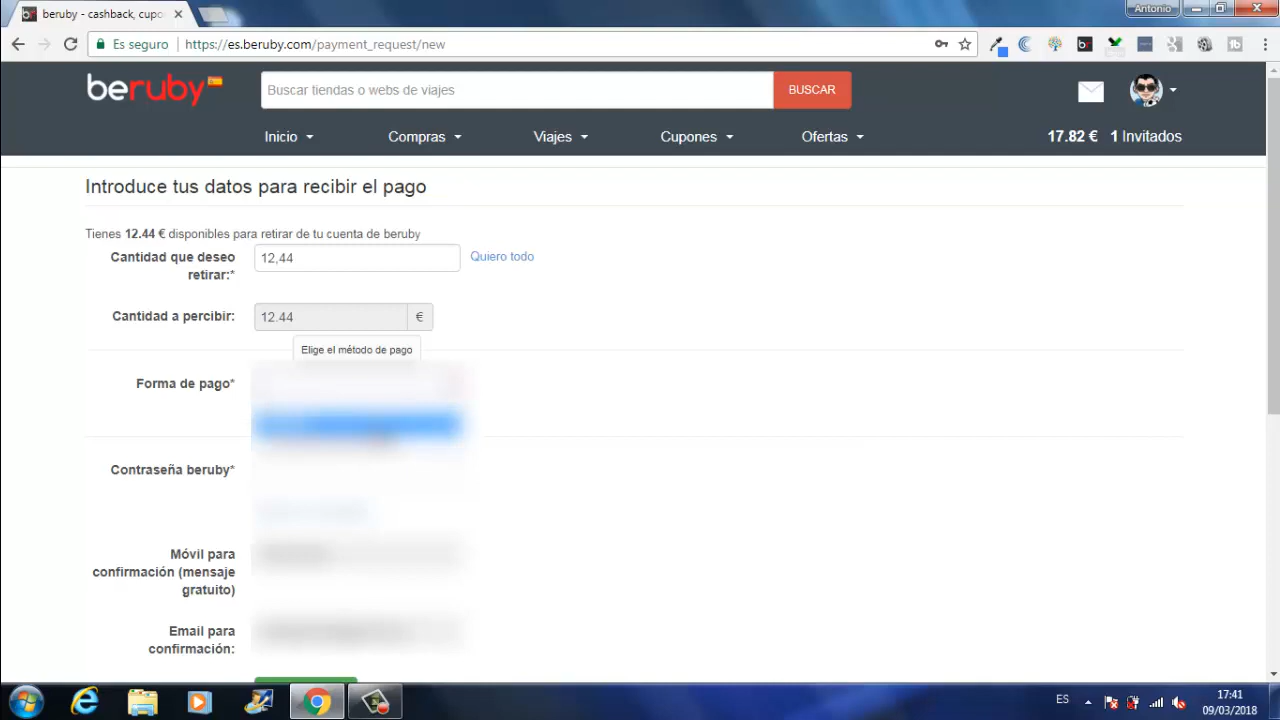 beruby - cashback, cupo
Antonio
Es seguro
https://es.beruby.com/payment_request/new
beruby
Buscar tiendas o webs de viajes
BUSCAR
Inicio
Compras
Viajes
Cupones
Ofertas
17.82 € 1 Invitados
Introduce tus datos para recibir el pago
Tienes 12.44 € disponibles para retirar de tu cuenta de beruby
Cantidad que deseo
retirar:*
12,44
Quiero todo
Cantidad a percibir:
12.44
€
Elige el método de pago
Forma de pago*
Contraseña beruby*
Móvil para
confirmación (mensaje
gratuito)
Email para
confirmación:
ES
17:41
09/03/2018